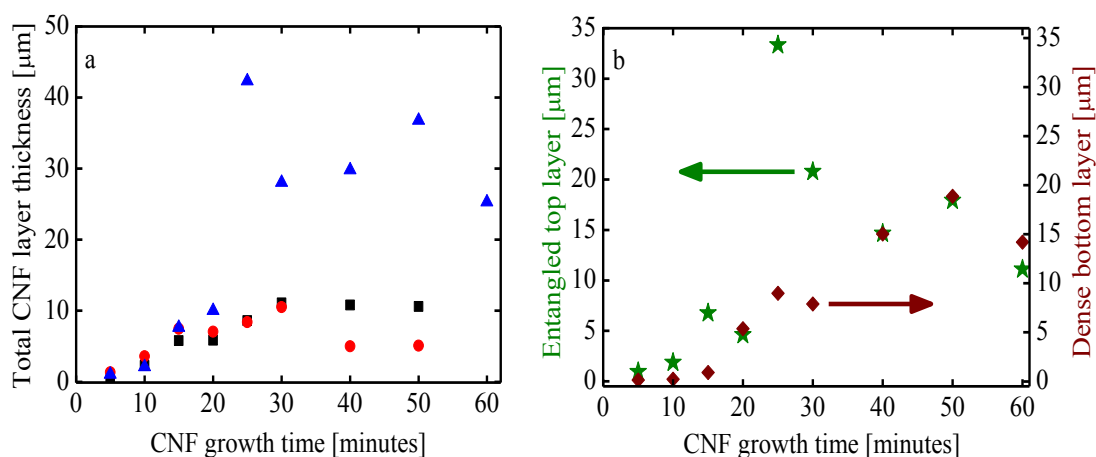 a
Total CNF layer thickness [μm]
50
40
30
20
10
0
0 10 20 30 40 50 60
CNF growth time [minutes]
b
Entangled top layer [μm]
35
30
25
20
15
10
5
0
0 10 20 30 40 50 60
CNF growth time [minutes]
35
30
25
20
15
10
5
0
Dense bottom layer [μm]